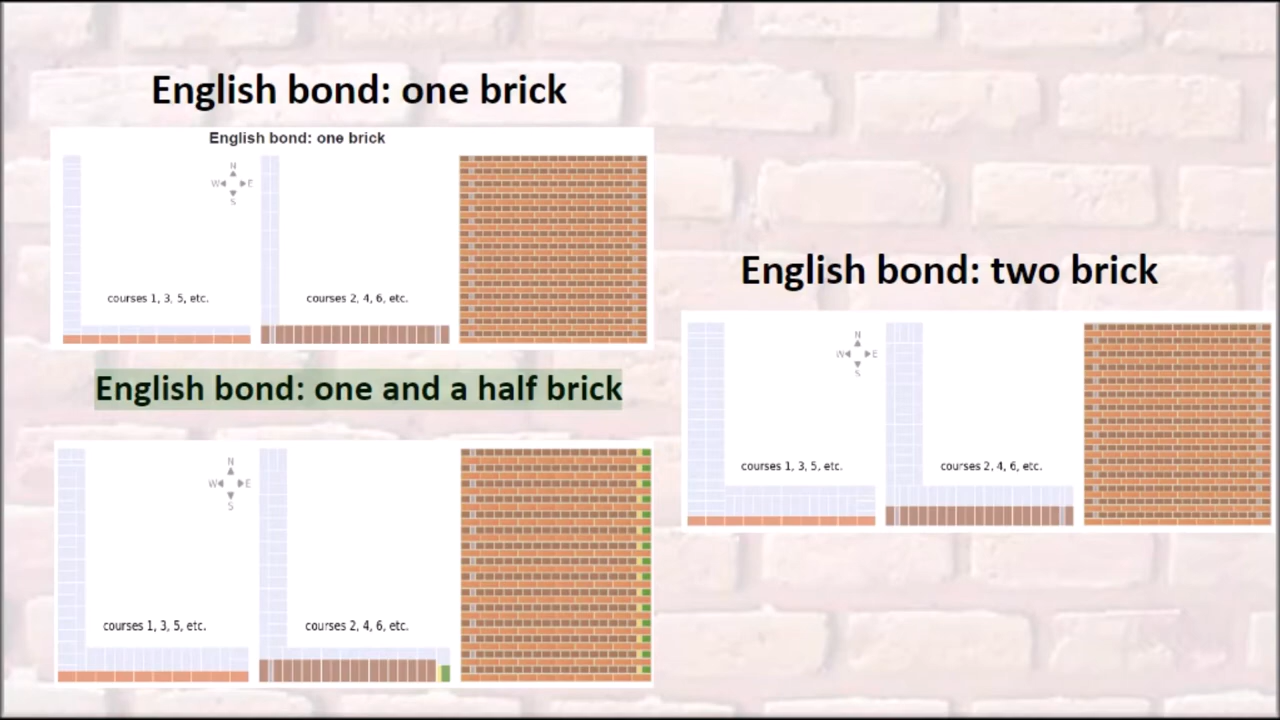 English bond: one brick
English bond: one brick
N
W E
S
courses 1, 3, 5, etc.
courses 2, 4, 6, etc.
English bond: one and a half brick
N
W E
S
courses 1, 3, 5, etc.
courses 2, 4, 6, etc.
English bond: two brick
N
W E
S
courses 1, 3, 5, etc.
courses 2, 4, 6, etc.